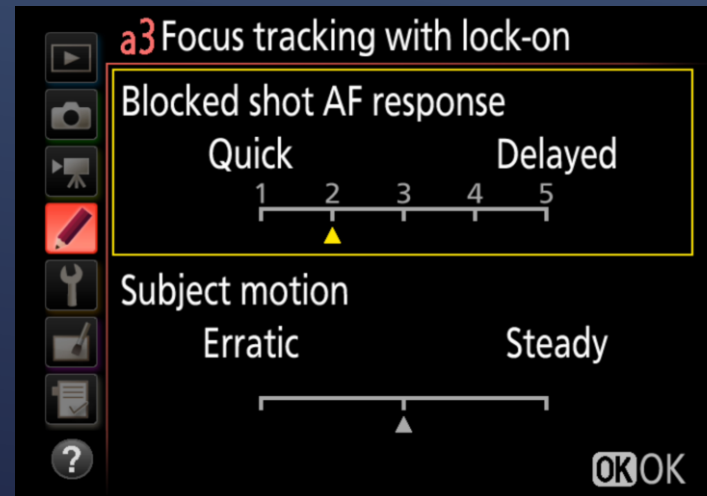 a3 Focus tracking with lock-on
Blocked shot AF response
Quick Delayed
1 2 3 4 5
Subject motion
Erratic Steady
?
OK OK